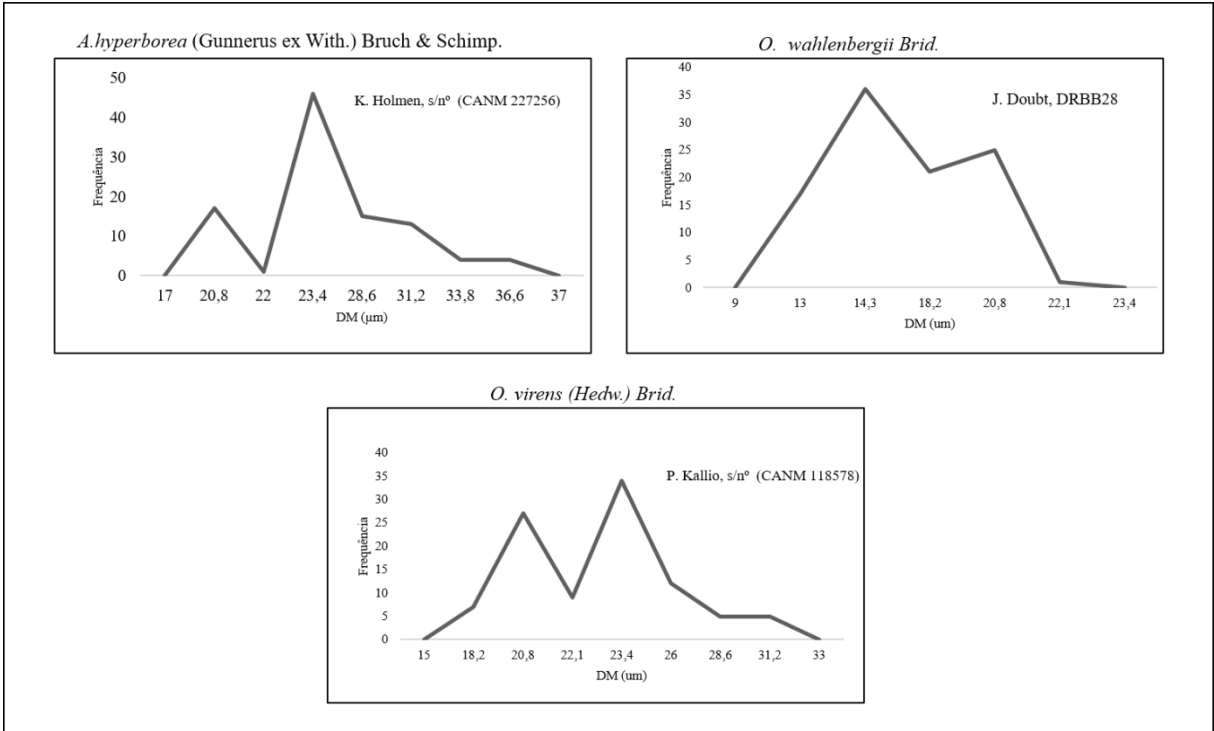 A.hyperborea (Gunnerus ex With.) Bruch & Schimp.
K. Holmen, s/nº (CANM 227256)
Frequência
50
40
30
20
10
0
17 20,8 22 23,4 28,6 31,2 33,8 36,6 37
DM (µm)
O. wahlenbergii Brid.
J. Doubt, DRBB28
Frequência
40
35
30
25
20
15
10
5
0
9 13 14,3 18,2 20,8 22,1 23,4
DM (um)
O. virens (Hedw.) Brid.
P. Kallio, s/nº (CANM 118578)
Frequência
40
35
30
25
20
15
10
5
0
15 18,2 20,8 22,1 23,4 26 28,6 31,2 33
DM (um)